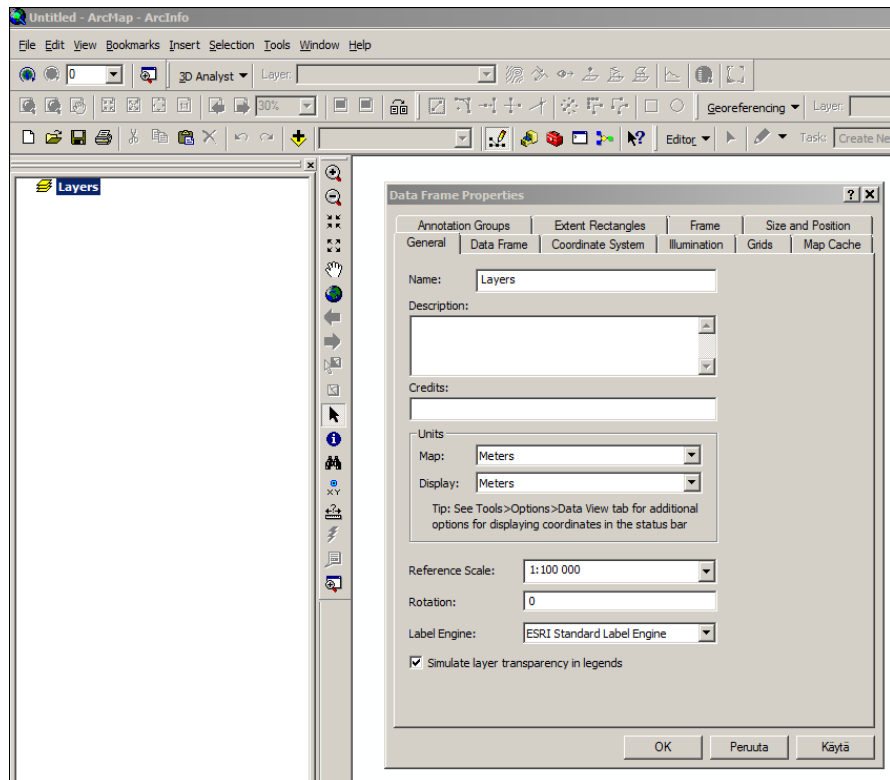 Untitled - ArcMap - ArcInfo
File Edit View Bookmarks Insert Selection Tools Window Help
0 3D Analyst Layer:
30% Georeferencing Layer:
Editor Task: Create Ne
Layers
Data Frame Properties
Annotation Groups Extent Rectangles Frame Size and Position
General Data Frame Coordinate System Illumination Grids Map Cache
Name: Layers
Description:
Credits:
Units
Map: Meters
Display: Meters
Tip: See Tools>Options>Data View tab for additional
options for displaying coordinates in the status bar
Reference Scale: 1:100 000
Rotation: 0
Label Engine: ESRI Standard Label Engine
Simulate layer transparency in legends
OK Peruuta Käytä
XY